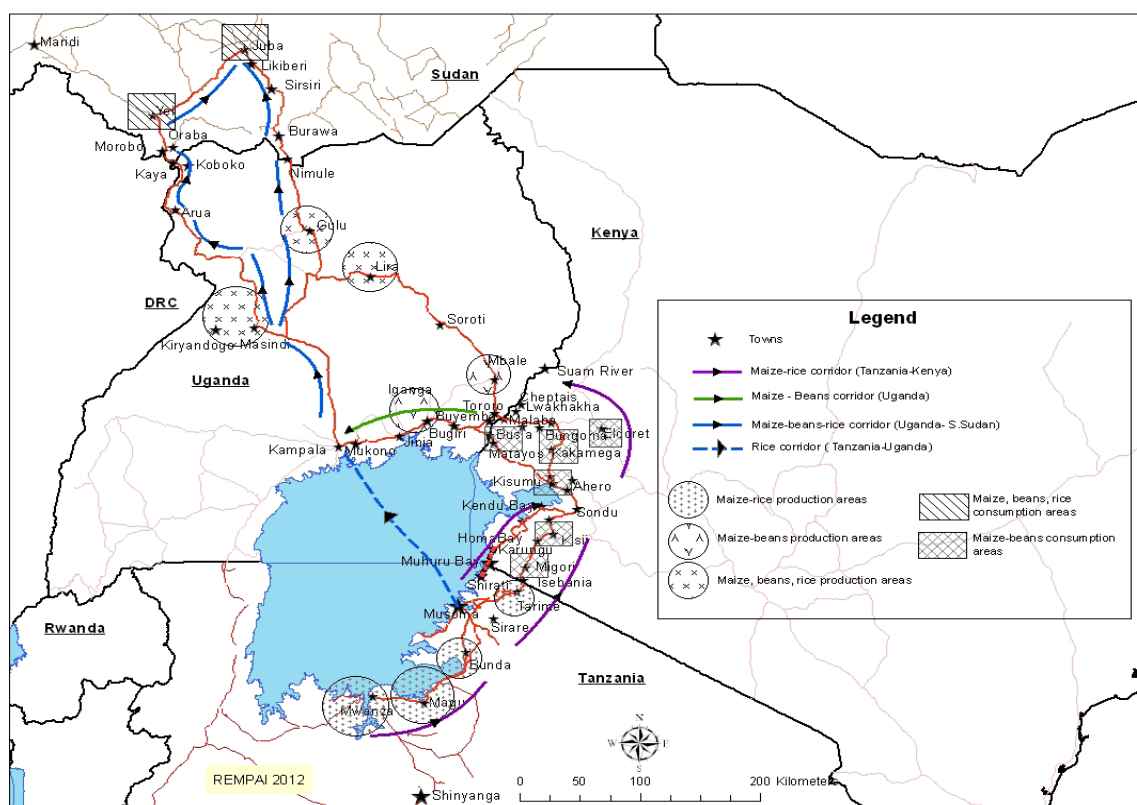 Maridi
Juba
Likiberi
Sudan
Sirsiri
Yei
Oraba
Burawa
Morobo
Koboko
Kaya
Nimule
Arua
Gulu
Kenya
Lira
DRC
Kiryandogo
Masindi
Soroti
Uganda
Mbale
Suam River
Iganga
Cheptais
Tororo
Lwakhakha
Buyemba
Malaba
Bugiri
Busia
Bungoma
Jinja
Kampala
Mukono
Matayos
Kakamega
Kisumu
Ahero
Kendu Bay
Sondu
HomaBay
Kisii
Karungu
Muhuru Bay
Migori
Shirati
Isebania
Musoma
Tarime
Sirare
Rwanda
Bunda
Tanzania
Magu
Mwanza
Shinyanga
REMPAI 2012
N
W
E
S
0 50 100 200 Kilometers
Legend
Towns
Maize-rice corridor (Tanzania-Kenya)
Maize - Beans corridor (Uganda)
Maize-beans-rice corridor (Uganda- S.Sudan)
Rice corridor ( Tanzania-Uganda)
Maize-rice production areas
Maize-beans production areas
Maize, beans, rice production areas
Maize, beans, rice
consumption areas
Maize-beans consumption
areas